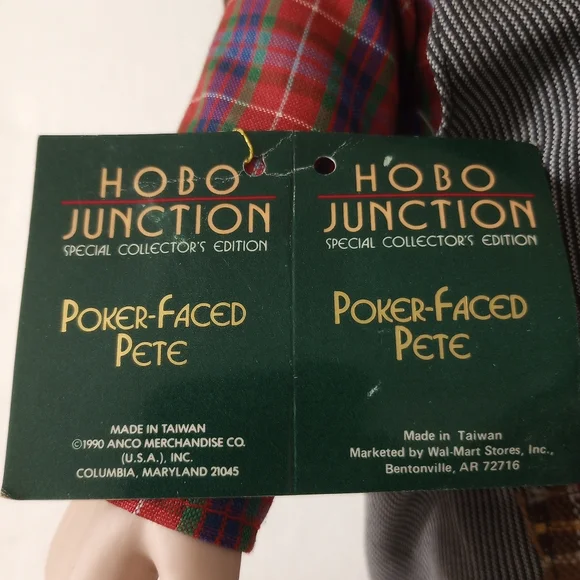 HOBO
JUNCTION
SPECIAL COLLECTOR'S EDITION
POKER-FACED
PETE
MADE IN TAIWAN
©1990 ANCO MERCHANDISE CO.
(U.S.A.), INC.
COLUMBIA, MARYLAND 21045
HOBO
JUNCTION
SPECIAL COLLECTOR'S EDITION
POKER-FACED
PETE
Made in Taiwan
Marketed by Wal-Mart Stores, Inc.,
Bentonville, AR 72716